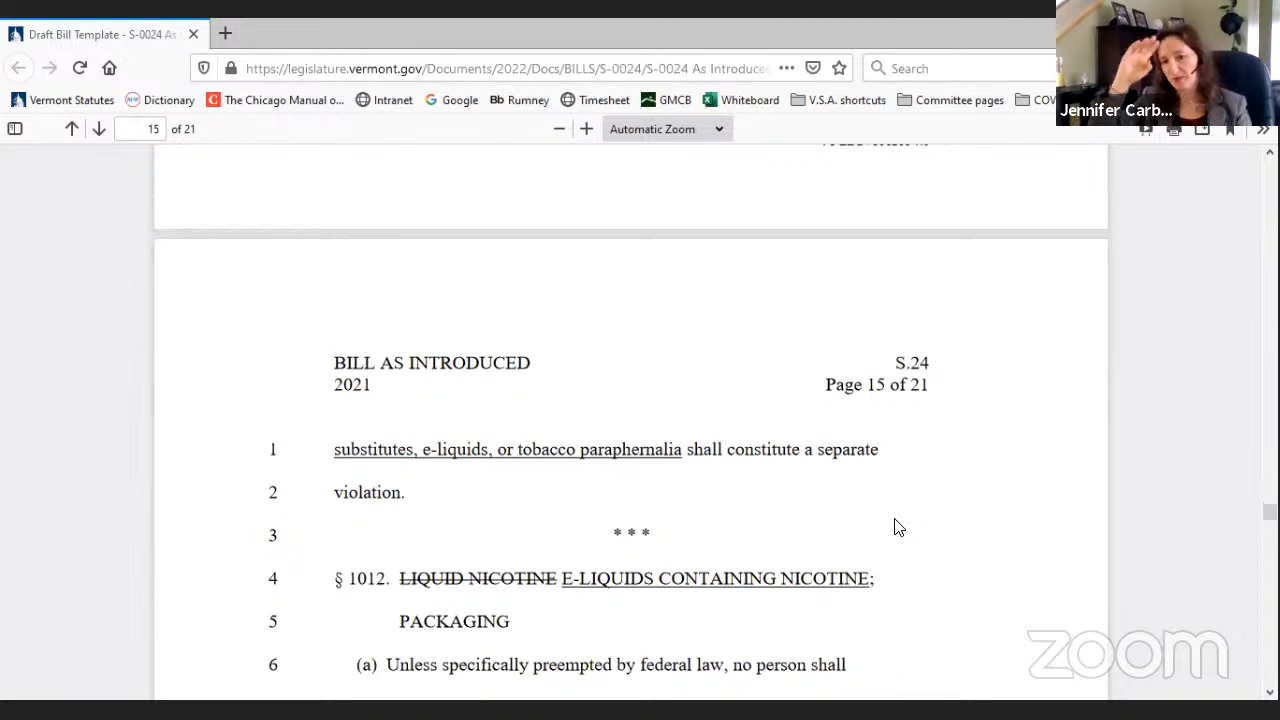 Draft Bill Template - S-0024 As
https://legislature.vermont.gov/Documents/2022/Docs/BILLS/S-0024/S-0024 As Introduced
Search
Vermont Statutes
Dictionary
The Chicago Manual o...
Intranet
Google
Bb Rumney
Timesheet
GMCB
Whiteboard
V.S.A. shortcuts
Committee pages
COV
Jennifer Carb...
15 of 21
Automatic Zoom
BILL AS INTRODUCED S.24
2021 Page 15 of 21
1 substitutes, e-liquids, or tobacco paraphernalia shall constitute a separate
2 violation.
3 * * *
4 § 1012. LIQUID NICOTINE E-LIQUIDS CONTAINING NICOTINE;
5 PACKAGING
6 (a) Unless specifically preempted by federal law, no person shall
zoom